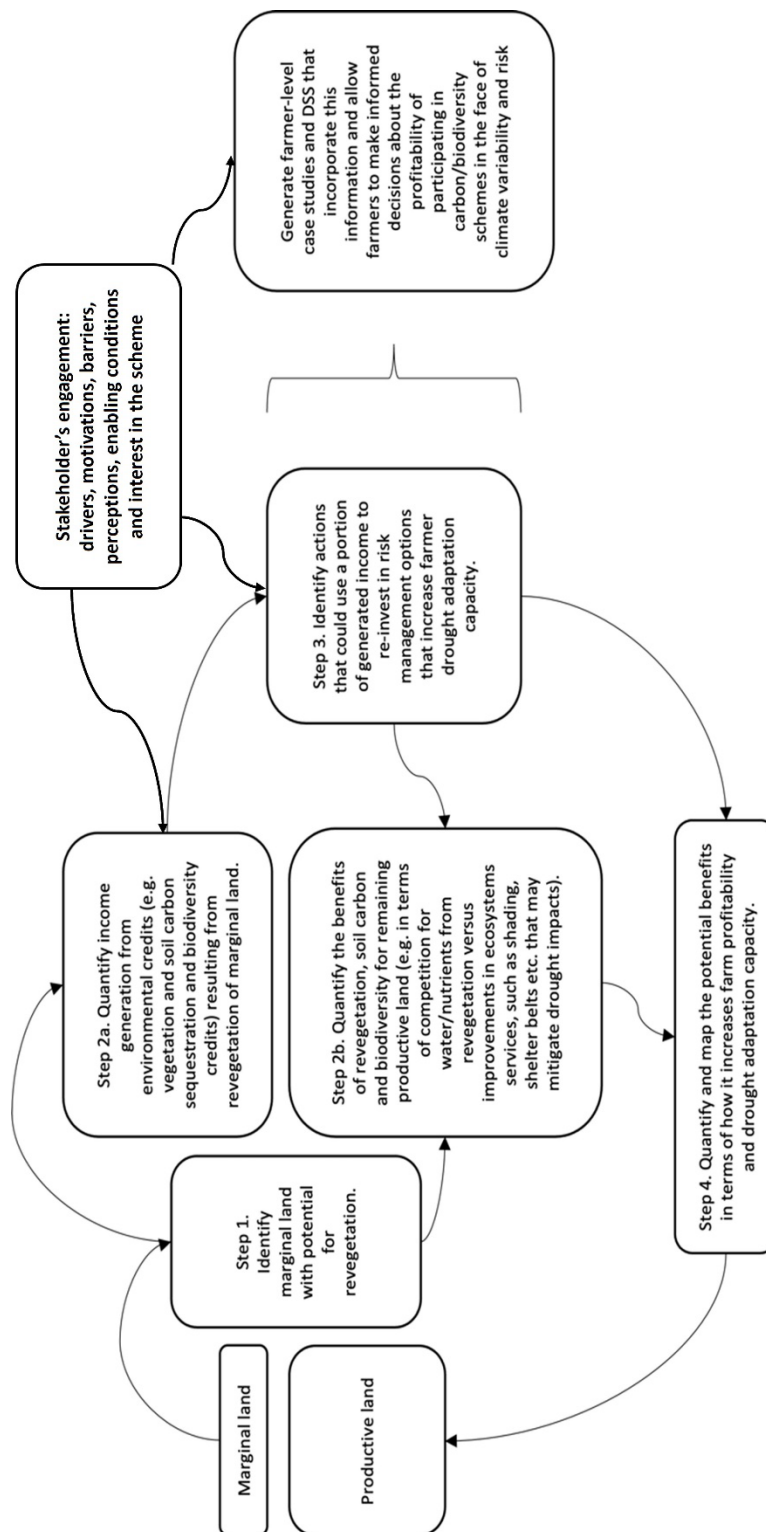 Stakeholder's engagement:
drivers, motivations, barriers,
perceptions, enabling conditions
and interest in the scheme
Marginal land
Productive land
Step 1.
Identify
marginal land
with potential
for
revegetation.
Step 2a. Quantify income
generation from
environmental credits (e.g.
vegetation and soil carbon
sequestration and biodiversity
credits) resulting from
revegetation of marginal land.
Step 2b. Quantify the benefits
of revegetation, soil carbon
and biodiversity for remaining
productive land (e.g. in terms
of competition for
water/nutrients from
revegetation versus
improvements in ecosystems
services, such as shading,
shelter belts etc. that may
mitigate drought impacts).
Step 3. Identify actions
that could use a portion
of generated income to
re-invest in risk
management options
that increase farmer
drought adaptation
capacity.
Generate farmer-level
case studies and DSS that
incorporate this
information and allow
farmers to make informed
decisions about the
profitability of
participating in
carbon/biodiversity
schemes in the face of
climate variability and risk
Step 4. Quantify and map the potential benefits
in terms of how it increases farm profitability
and drought adaptation capacity.